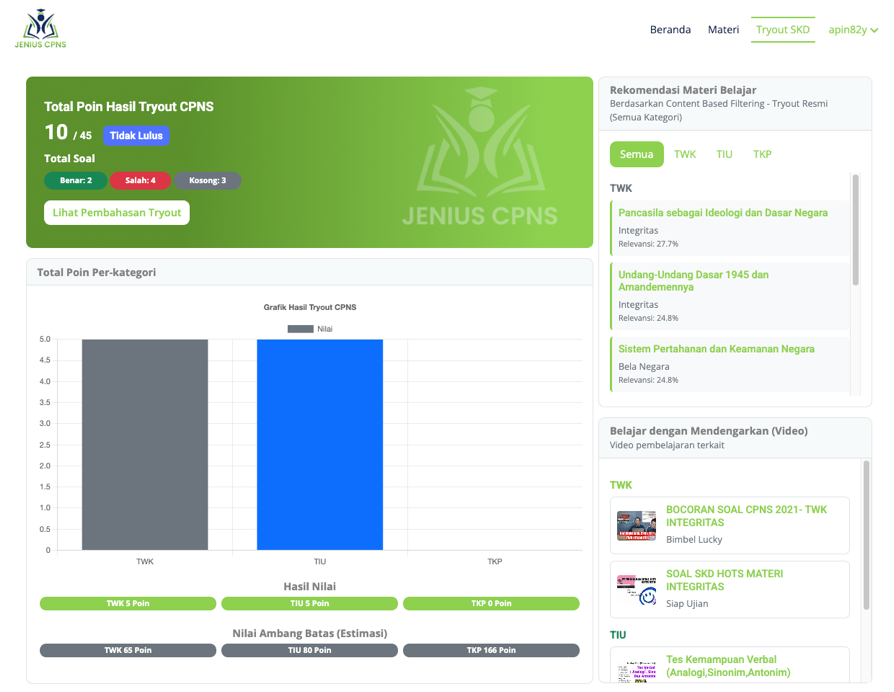 JENIUS CPNS
Beranda
Materi
Tryout SKD
apin82y
Total Poin Hasil Tryout CPNS
10 / 45
Tidak Lulus
Total Soal
Benar: 2
Salah: 4
Kosong: 3
Lihat Pembahasan Tryout
JENIUS CPNS
Total Poin Per-kategori
Grafik Hasil Tryout CPNS
Nilai
5.0
4.5
4.0
3.5
3.0
2.5
2.0
1.5
1.0
0.5
0
TWK
TIU
TKP
Hasil Nilai
TWK 5 Poin
TIU 5 Poin
TKP 0 Poin
Nilai Ambang Batas (Estimasi)
TWK 65 Poin
TIU 80 Poin
TKP 166 Poin
Rekomendasi Materi Belajar
Berdasarkan Content Based Filtering - Tryout Resmi
(Semua Kategori)
Semua
TWK
TIU
TKP
TWK
Pancasila sebagai Ideologi dan Dasar Negara
Integritas
Relevansi: 27.7%
Undang-Undang Dasar 1945 dan
Amandemennya
Integritas
Relevansi: 24.8%
Sistem Pertahanan dan Keamanan Negara
Bela Negara
Relevansi: 24.8%
Belajar dengan Mendengarkan (Video)
Video pembelajaran terkait
TWK
BOCORAN SOAL CPNS 2021- TWK
INTEGRITAS
Bimbel Lucky
SOAL SKD HOTS MATERI
INTEGRITAS
Siap Ujian
TIU
Tes Kemampuan Verbal
(Analogi,Sinonim,Antonim)